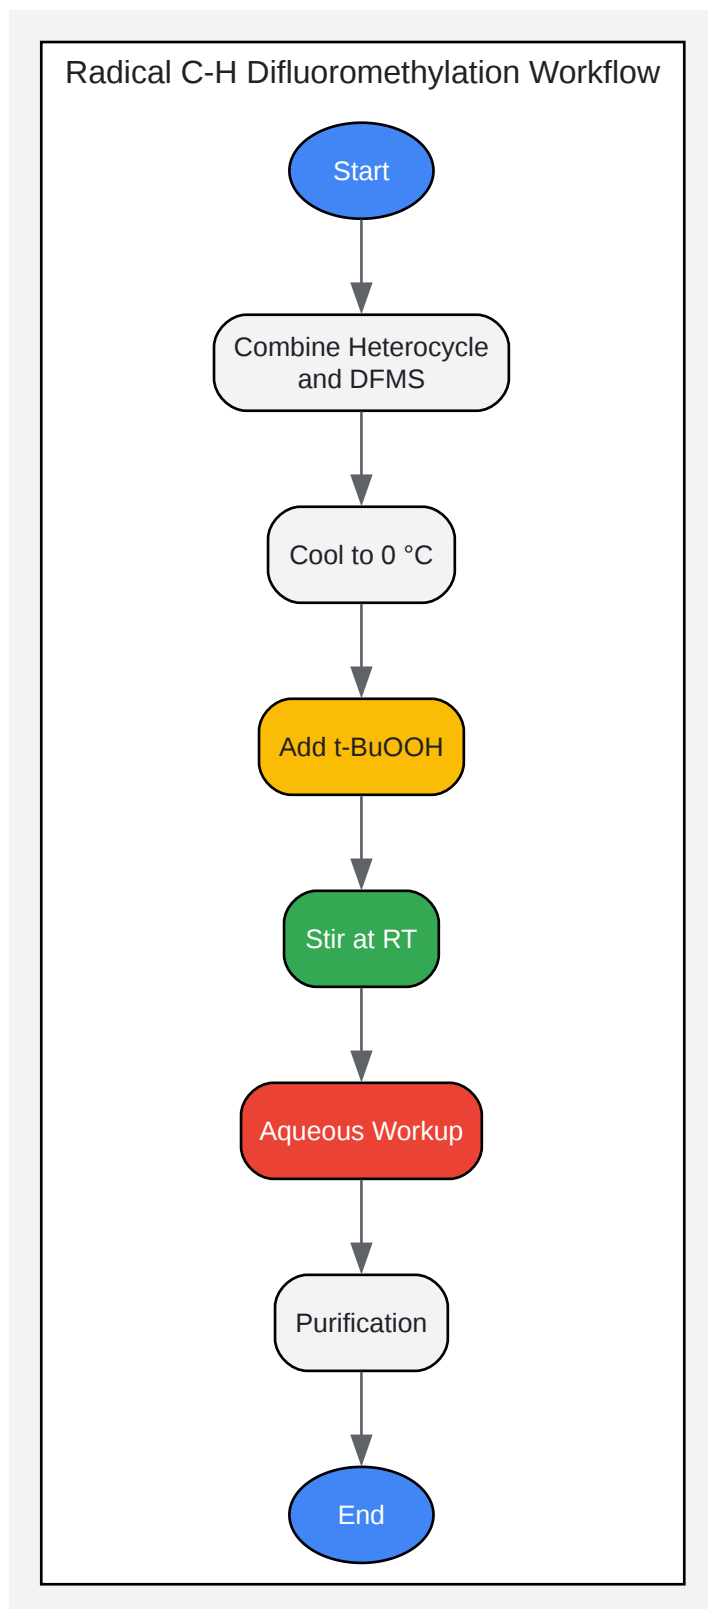 Radical C-H Difluoromethylation Workflow
Start
Combine Heterocycle
and DFMS
Cool to 0 °C
Add t-BuOOH
Stir at RT
Aqueous Workup
Purification
End